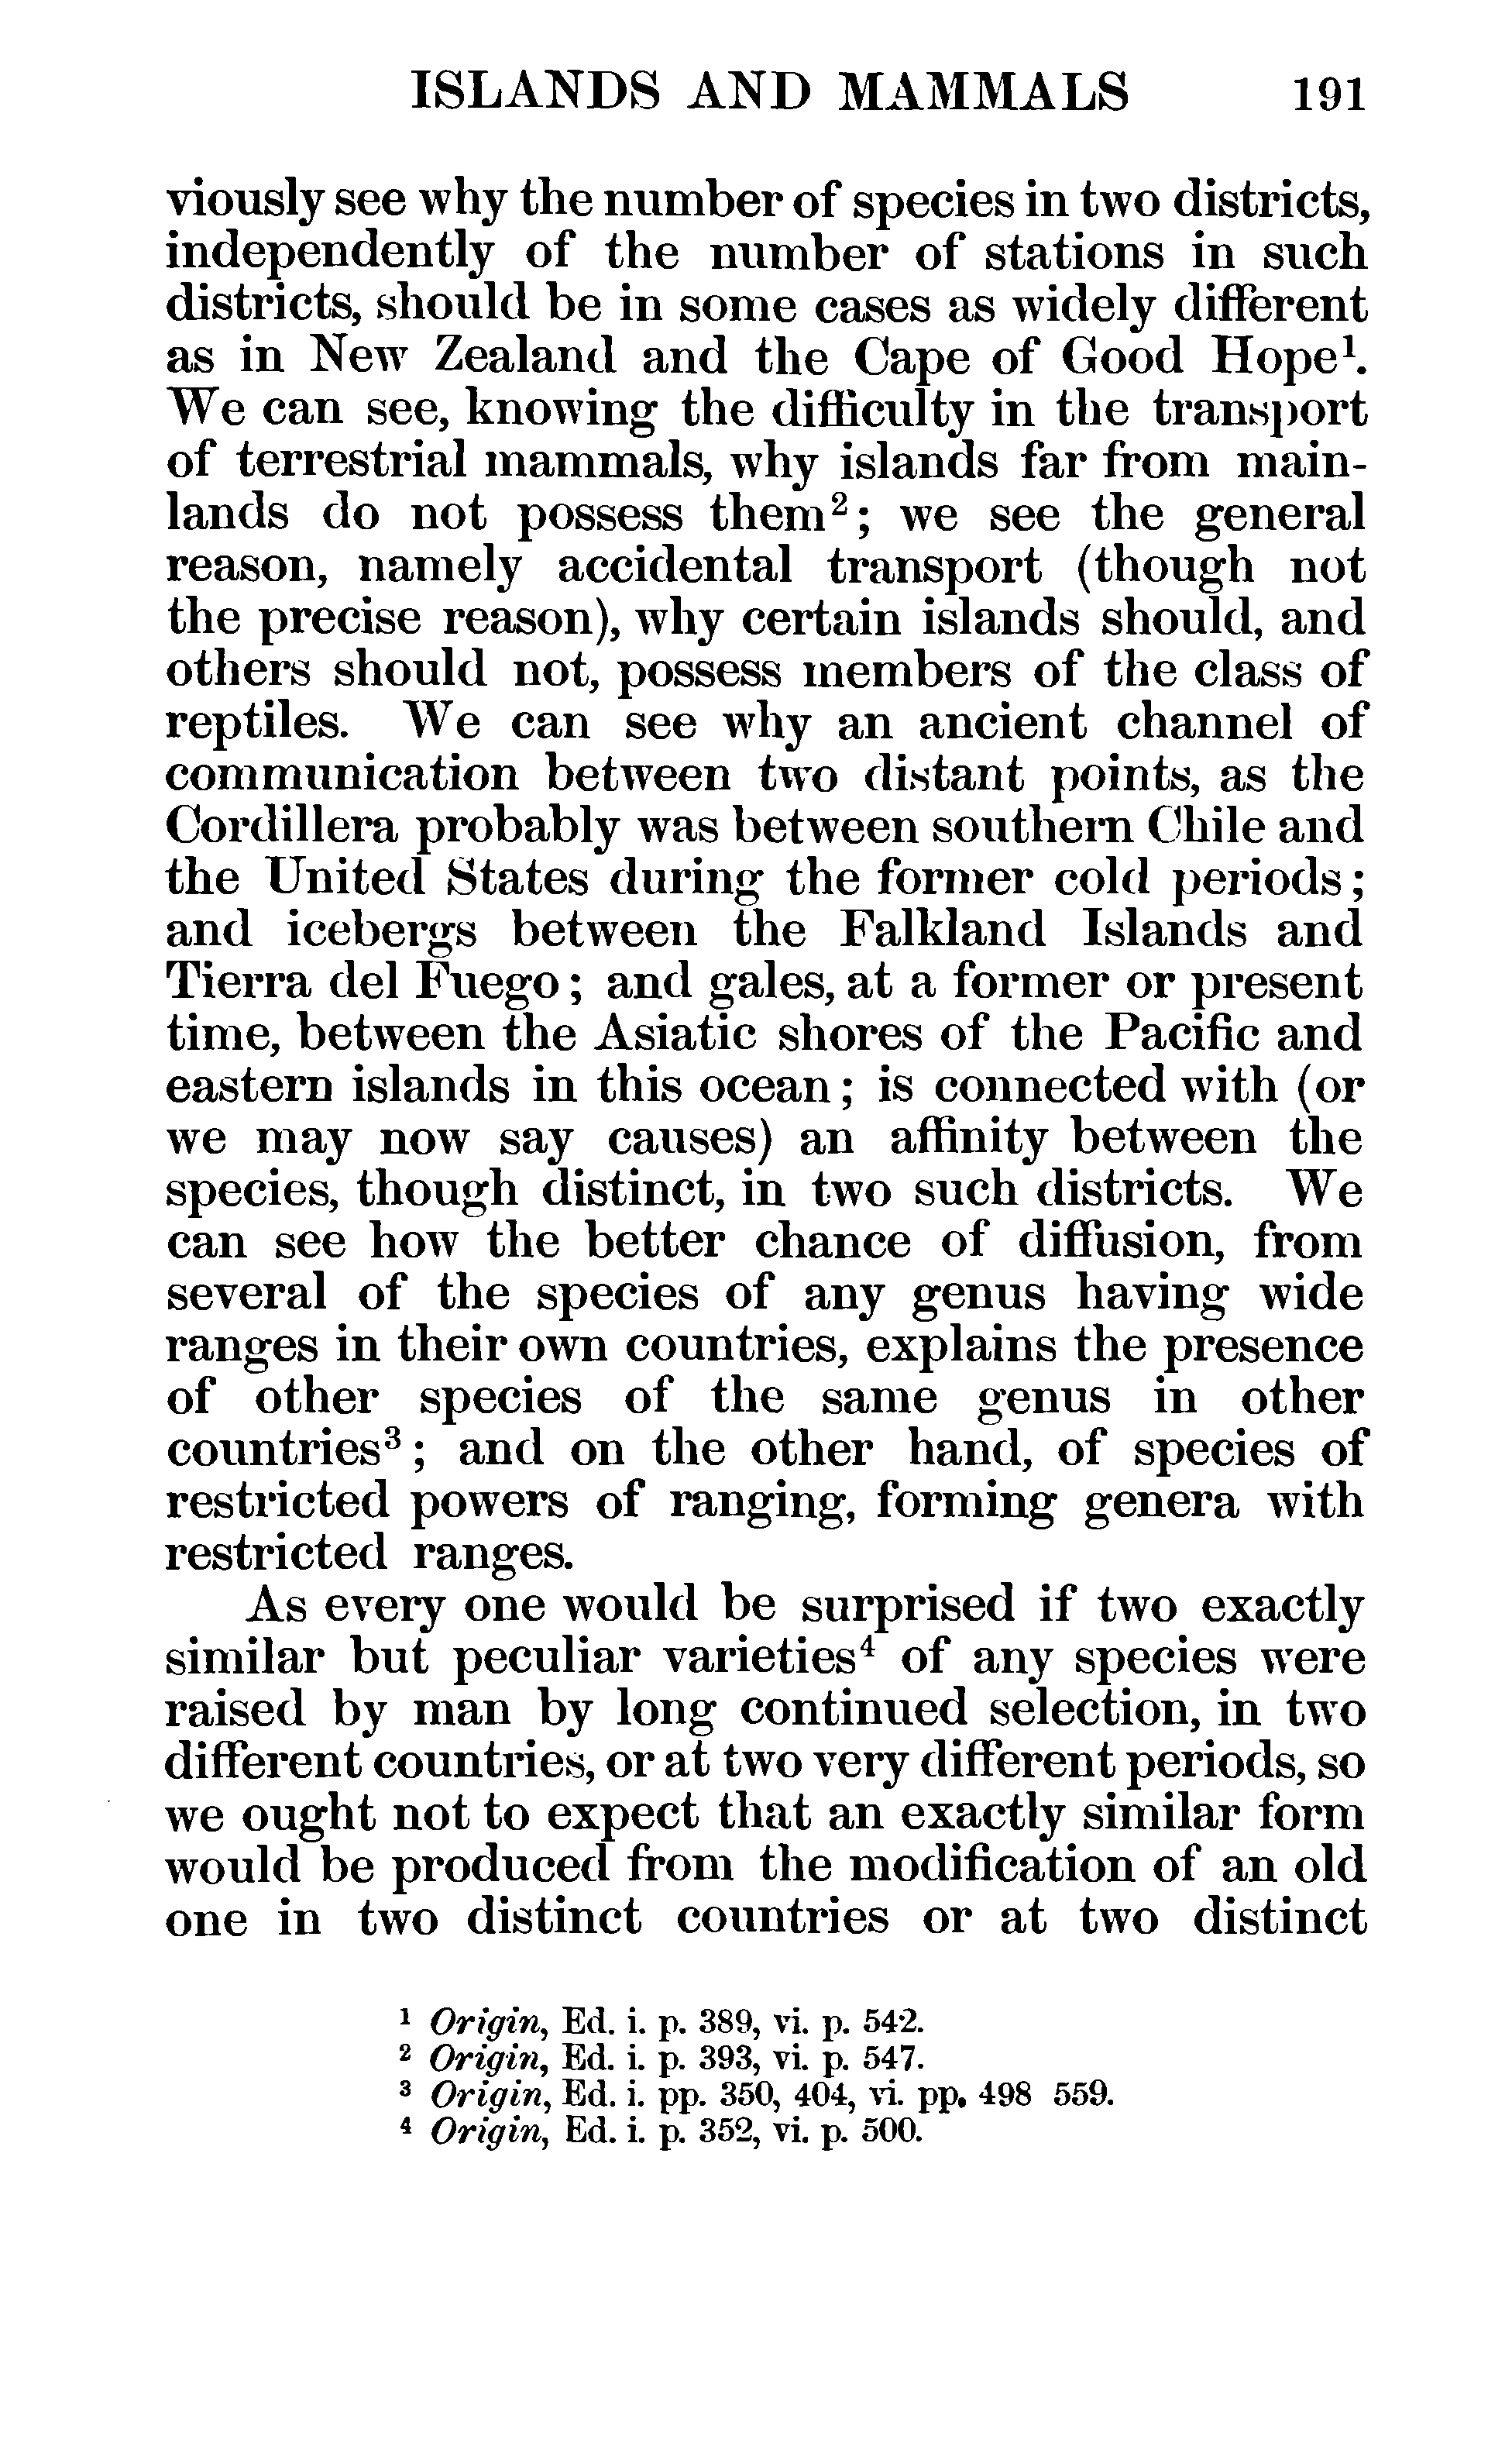 ISLANDS AND MAMMALS 191
viously see why the number of species in two districts,
independently of the number of stations in such
districts, should be in some cases as widely different
as in New Zealand and the Cape of Good Hope¹.
We can see, knowing the difficulty in the transport
of terrestrial mammals, why islands far from main-
lands do not possess them²; we see the general
reason, namely accidental transport (though not
the precise reason), why certain islands should, and
others should not, possess members of the class of
reptiles. We can see why an ancient channel of
communication between two distant points, as the
Cordillera probably was between southern Chile and
the United States during the former cold periods;
and icebergs between the Falkland Islands and
Tierra del Fuego; and gales, at a former or present
time, between the Asiatic shores of the Pacific and
eastern islands in this ocean; is connected with (or
we may now say causes) an affinity between the
species, though distinct, in two such districts. We
can see how the better chance of diffusion, from
several of the species of any genus having wide
ranges in their own countries, explains the presence
of other species of the same genus in other
countries³; and on the other hand, of species of
restricted powers of ranging, forming genera with
restricted ranges.
As every one would be surprised if two exactly
similar but peculiar varieties⁴ of any species were
raised by man by long continued selection, in two
different countries, or at two very different periods, so
we ought not to expect that an exactly similar form
would be produced from the modification of an old
one in two distinct countries or at two distinct
¹ Origin, Ed. i. p. 389, vi. p. 542.
² Origin, Ed. i. p. 393, vi. p. 547.
³ Origin, Ed. i. pp. 350, 404, vi. pp. 498 559.
⁴ Origin, Ed. i. p. 352, vi. p. 500.